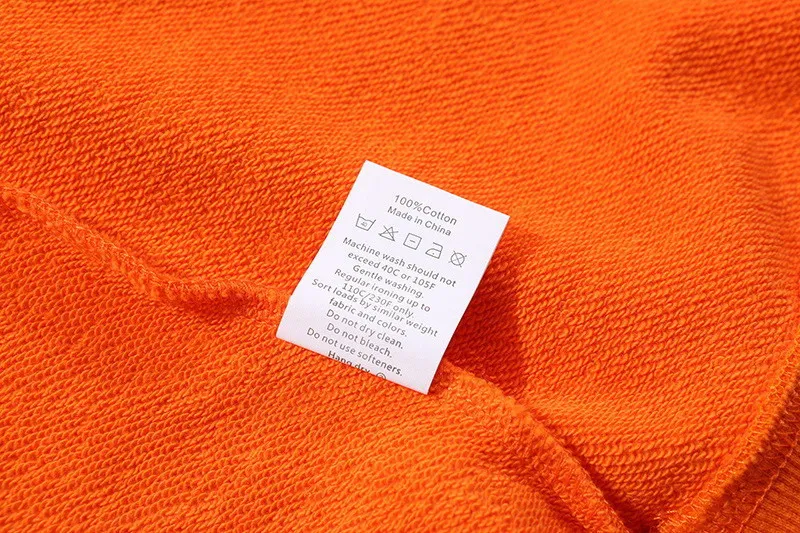 100%Cotton
Made in China
Machine wash should not
exceed 40C or 105F
Gentle washing.
Regular ironing up to
110C/230F only.
Sort loads by similar weight
fabric and colors.
Do not dry clean.
Do not bleach.
Do not use softeners.
Hang dry.